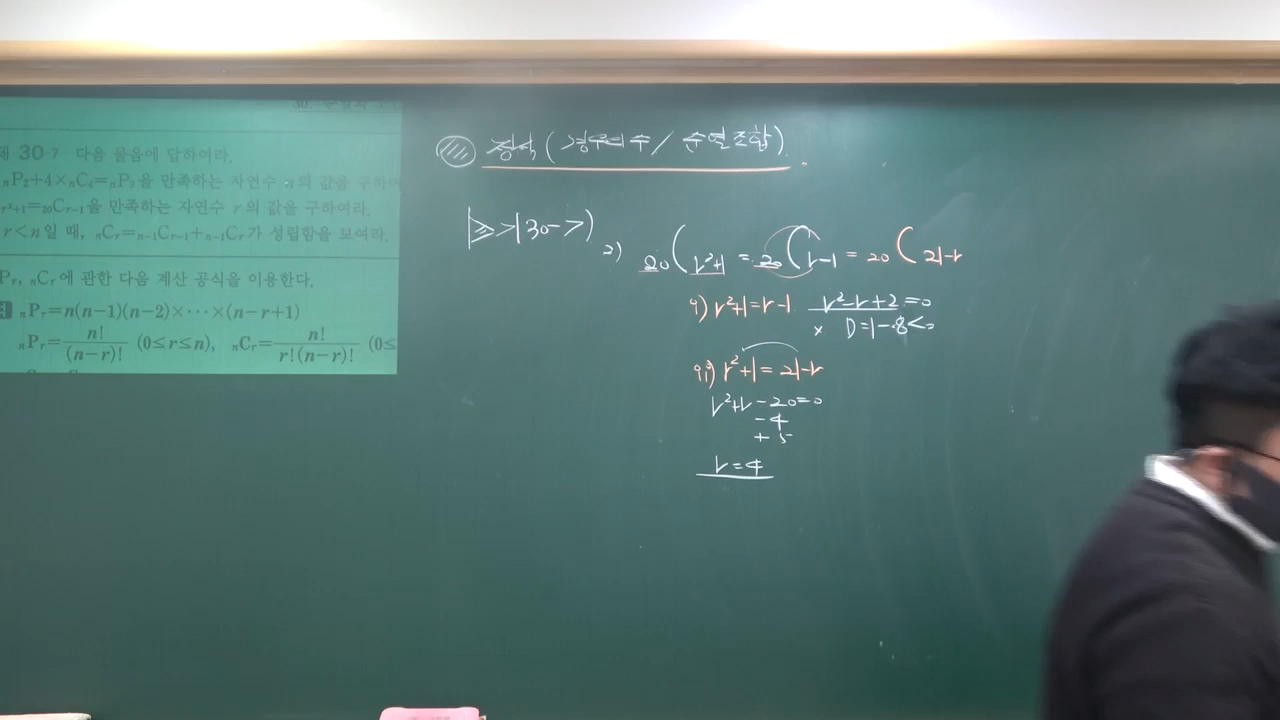 제 30·7 다음 물음에 답하여라.
ₙP₂+4×ₙC₄=ₙP₃을 만족하는 자연수 n의 값을 구하여
r²+1=₂₀Cᵣ₋₁을 만족하는 자연수 r의 값을 구하여라.
r<n일 때, ₙCᵣ=ₙ₋₁Cᵣ₋₁+ₙ₋₁Cᵣ가 성립함을 보여라.
Pᵣ, ₙCᵣ에 관한 다음 계산 공식을 이용한다.
ₙPᵣ=n(n-1)(n-2)×···×(n-r+1)
ₙPᵣ=n!/(n-r)! (0≤r≤n), ₙCᵣ=n!/r!(n-r)! (0≤
정석(경우의 수/순열조합)
30-7)
2) 20Cr²+1 = 20Cr-1 = 20C21-r
i) r²+1=r-1 r²-r+2=0
× D=1-8<0
ii) r²+1=21-r
r²+r-20=0
-4
+5
r=4